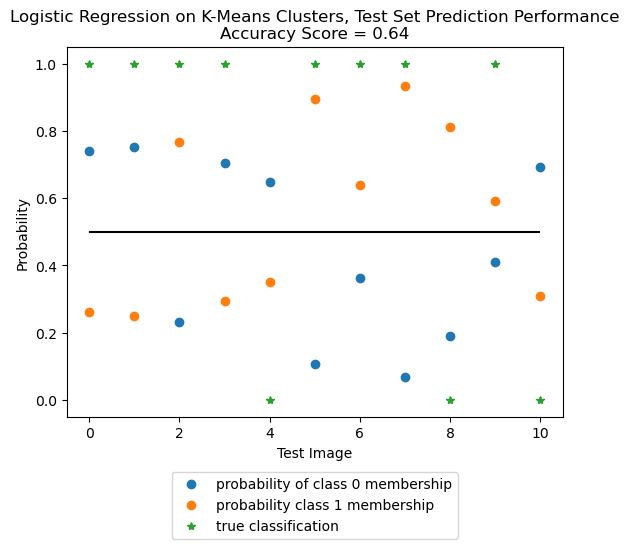 Logistic Regression on K-Means Clusters, Test Set Prediction Performance
Accuracy Score = 0.64
1.0
0.8
0.6
0.4
0.2
0.0
Probability
0 2 4 6 8 10
Test Image
probability of class 0 membership
probability class 1 membership
true classification